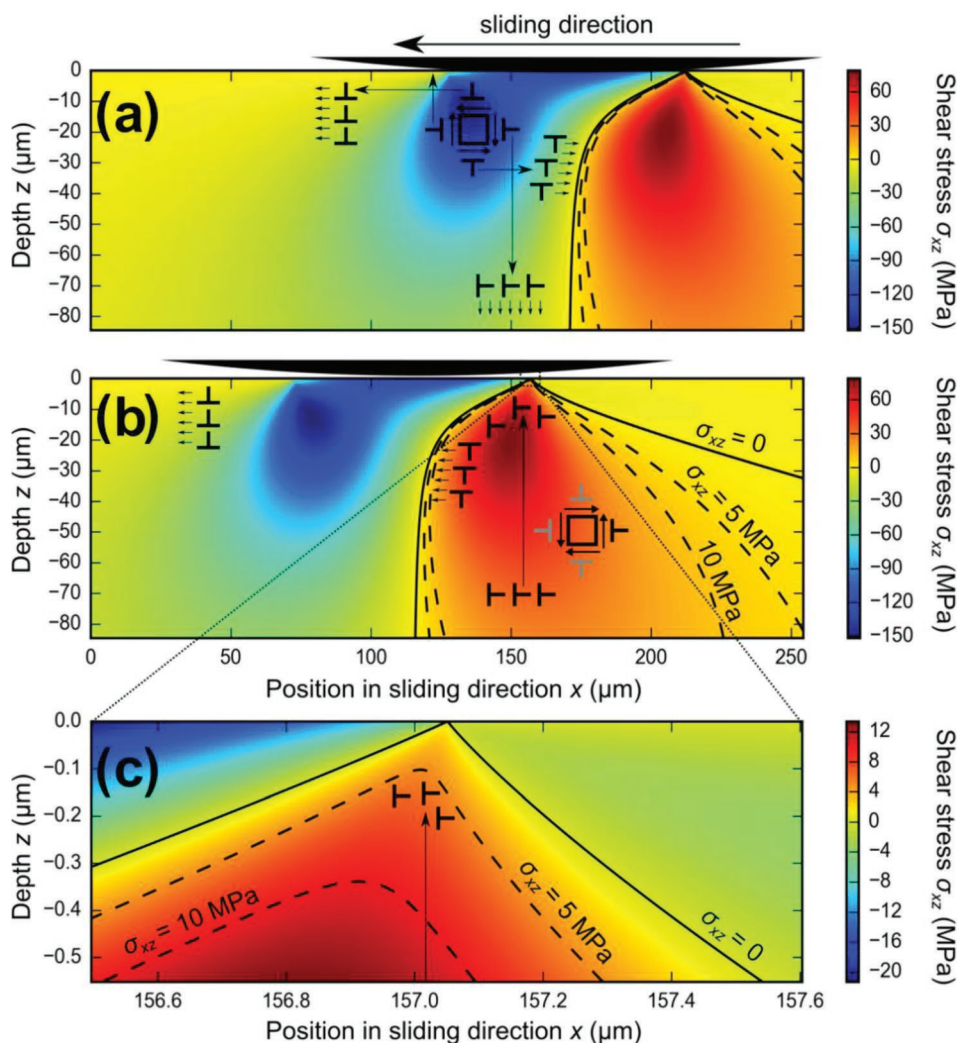 sliding direction
(a)
0
−10
−20
−30
−40
−50
−60
−70
−80
Depth z (μm)
60
30
0
−30
−60
−90
−120
−150
Shear stress σxz (MPa)
(b)
0
−10
−20
−30
−40
−50
−60
−70
−80
Depth z (μm)
σxz = 0
σxz = 5 MPa
10 MPa
0 50 100 150 200 250
Position in sliding direction x (μm)
60
30
0
−30
−60
−90
−120
−150
Shear stress σxz (MPa)
(c)
0.0
−0.1
−0.2
−0.3
−0.4
−0.5
Depth z (μm)
σxz = 10 MPa
σxz = 5 MPa
σxz = 0
156.6 156.8 157.0 157.2 157.4 157.6
Position in sliding direction x (μm)
12
8
4
0
−4
−8
−12
−16
−20
Shear stress σxz (MPa)